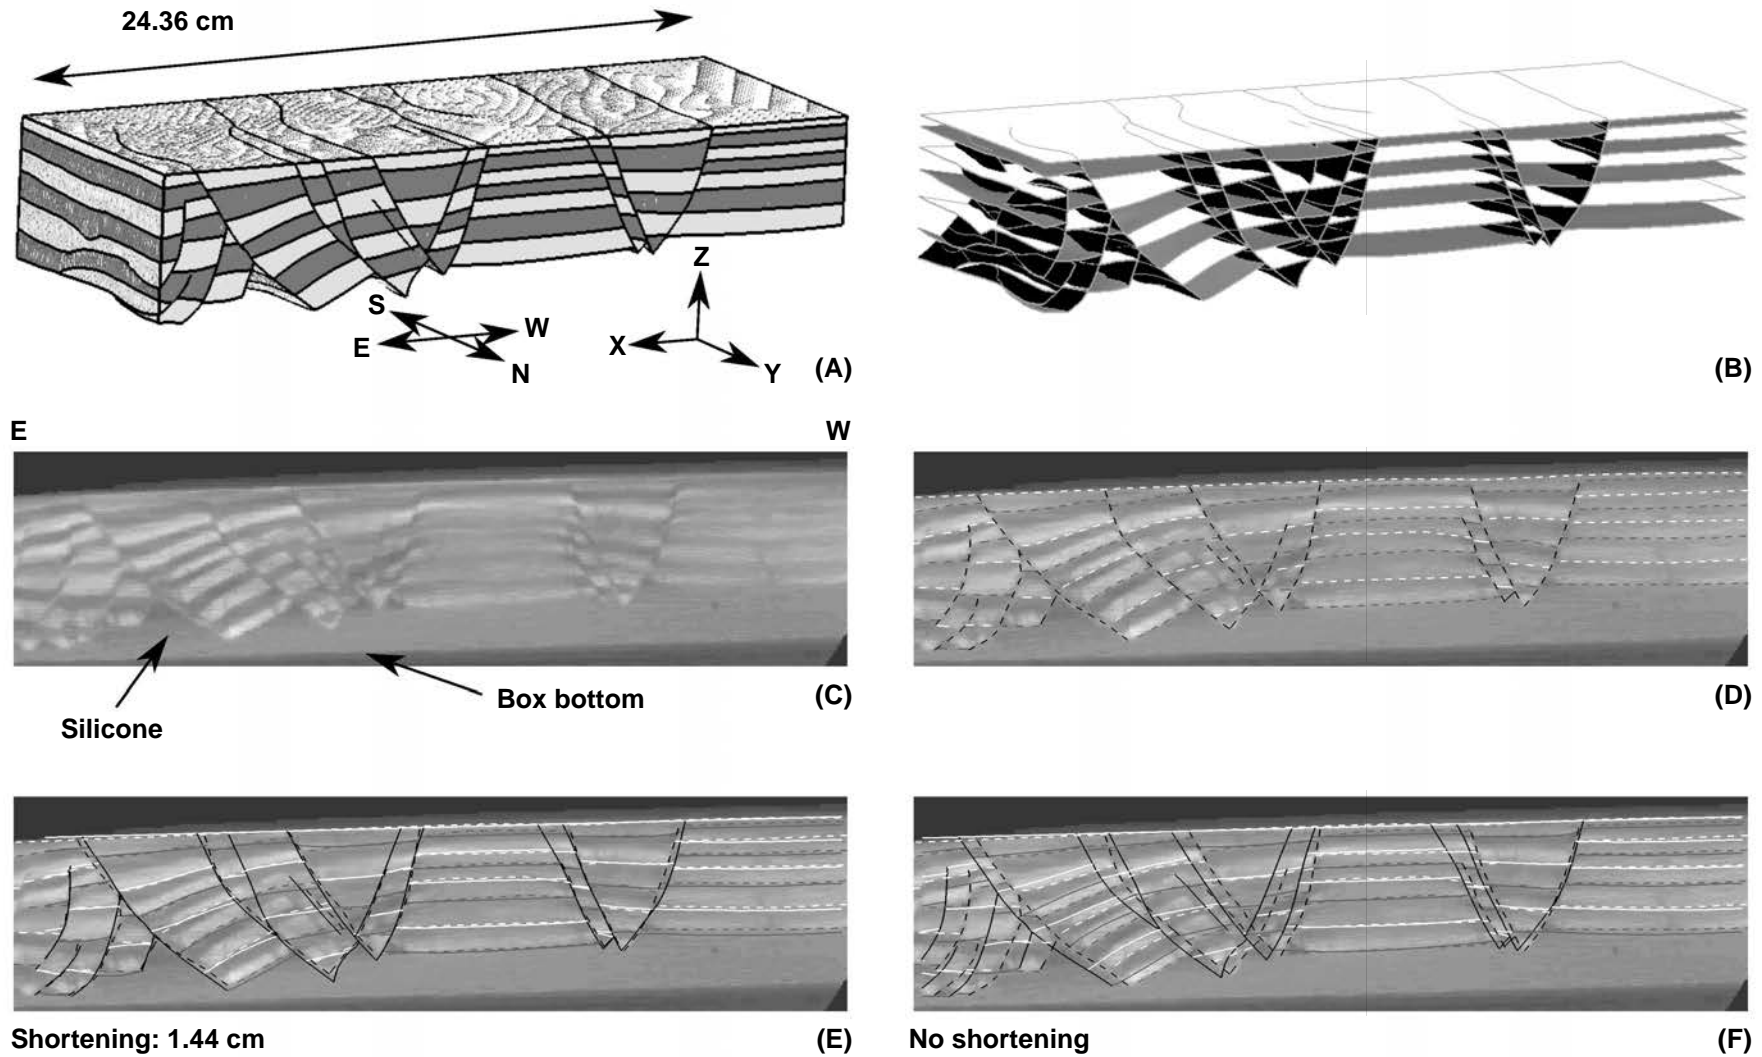 24.36 cm
Z
S
W
E
X
N
Y
(A)
(B)
E
W
Box bottom
(C)
(D)
Silicone
Shortening: 1.44 cm
(E)
No shortening
(F)